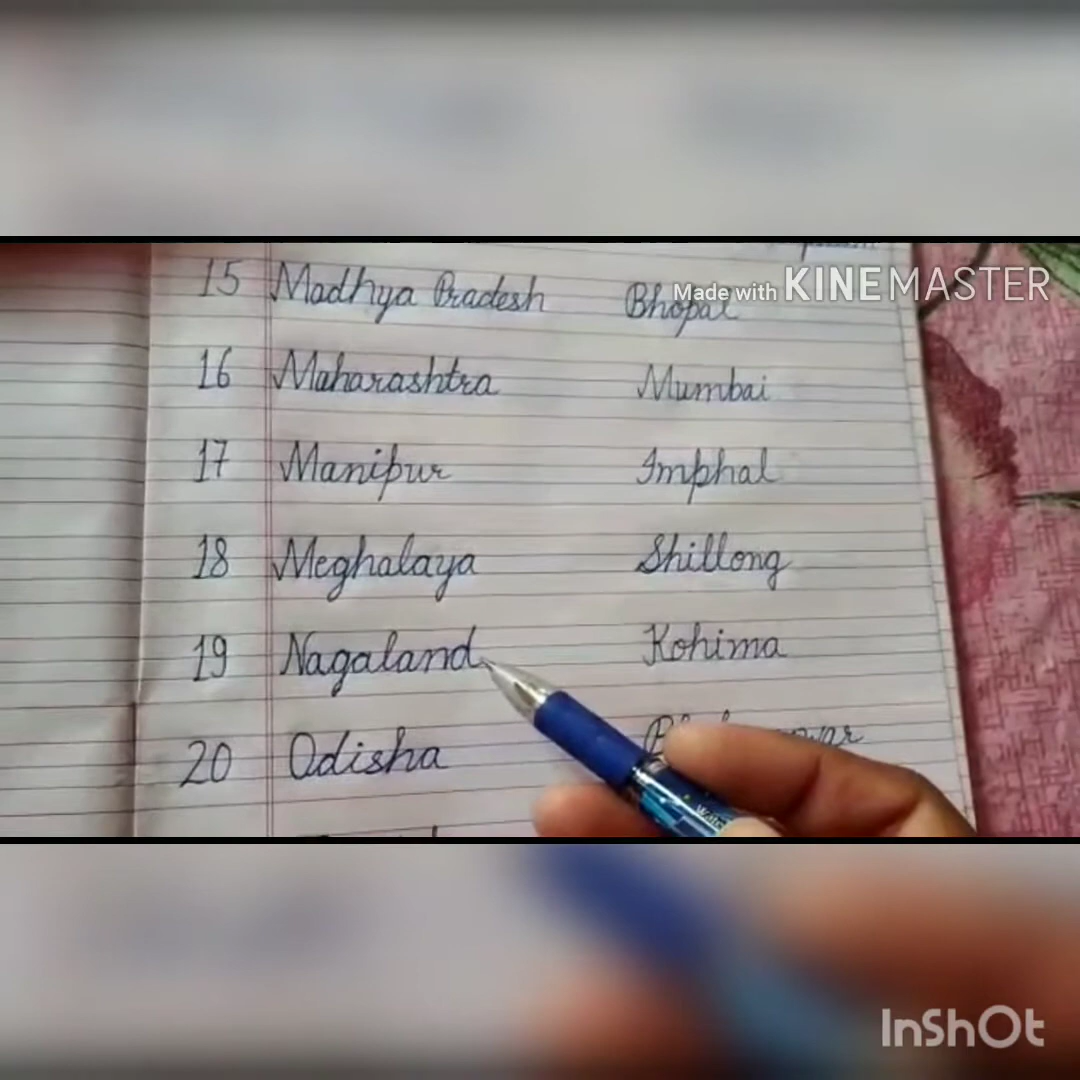 15 Madhya Pradesh Bhopal
Made with KINEMASTER
16 Maharashtra Mumbai
17 Manipur Imphal
18 Meghalaya Shillong
19 Nagaland Kohima
20 Odisha
InShOt